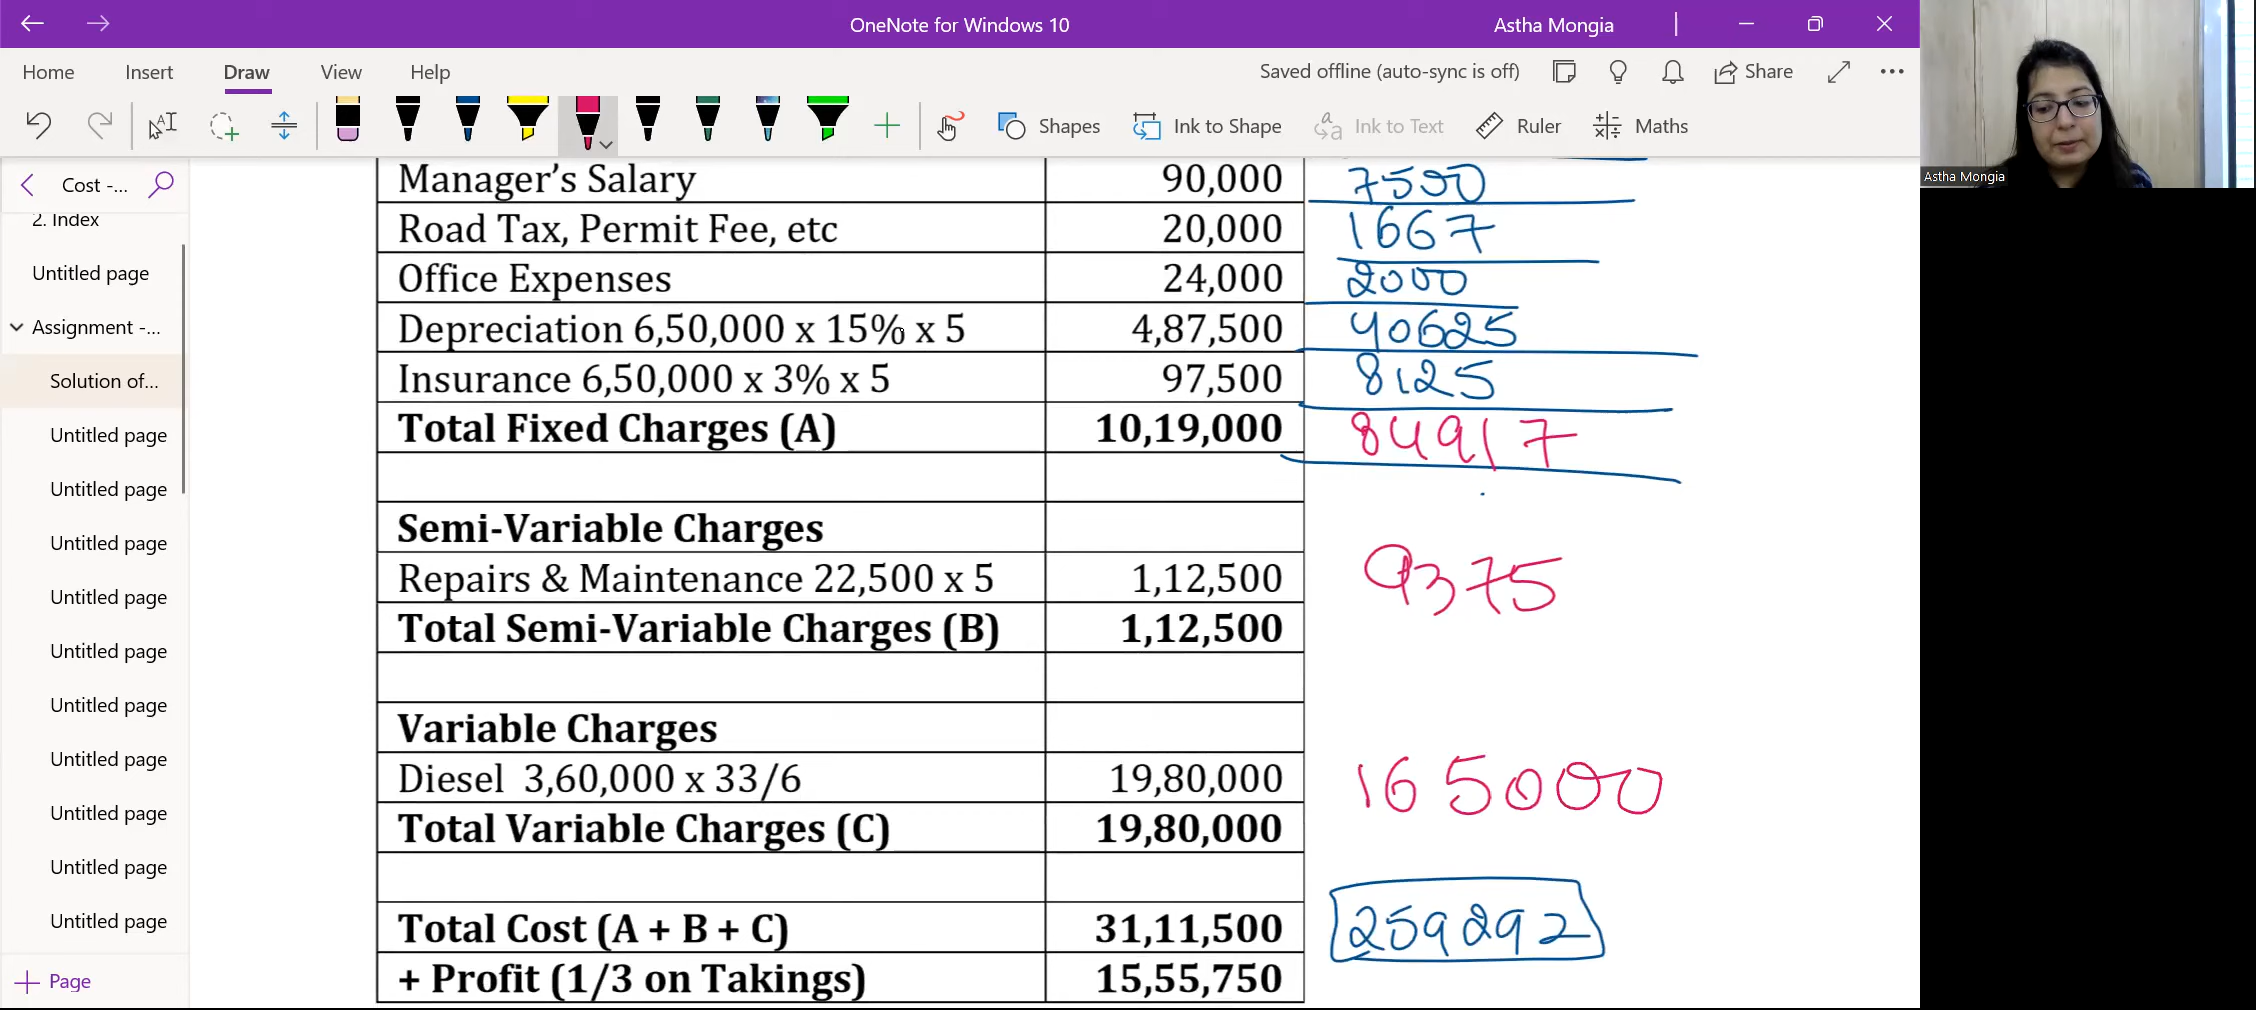 OneNote for Windows 10
Astha Mongia
Home Insert Draw View Help
Saved offline (auto-sync is off)
Share
Shapes
Ink to Shape
Ink to Text
Ruler
Maths
Cost -...
2. Index
Untitled page
Assignment -...
Solution of...
Untitled page
Untitled page
Untitled page
Untitled page
Untitled page
Untitled page
Untitled page
Untitled page
Untitled page
Untitled page
Page
Manager's Salary 90,000 7500
Road Tax, Permit Fee, etc 20,000 1667
Office Expenses 24,000 2000
Depreciation 6,50,000 x 15% x 5 4,87,500 40625
Insurance 6,50,000 x 3% x 5 97,500 8125
Total Fixed Charges (A) 10,19,000 84917
Semi-Variable Charges
Repairs & Maintenance 22,500 x 5 1,12,500 9375
Total Semi-Variable Charges (B) 1,12,500
Variable Charges
Diesel 3,60,000 x 33/6 19,80,000 165000
Total Variable Charges (C) 19,80,000
Total Cost (A + B + C) 31,11,500 259292
+ Profit (1/3 on Takings) 15,55,750
Astha Mongia